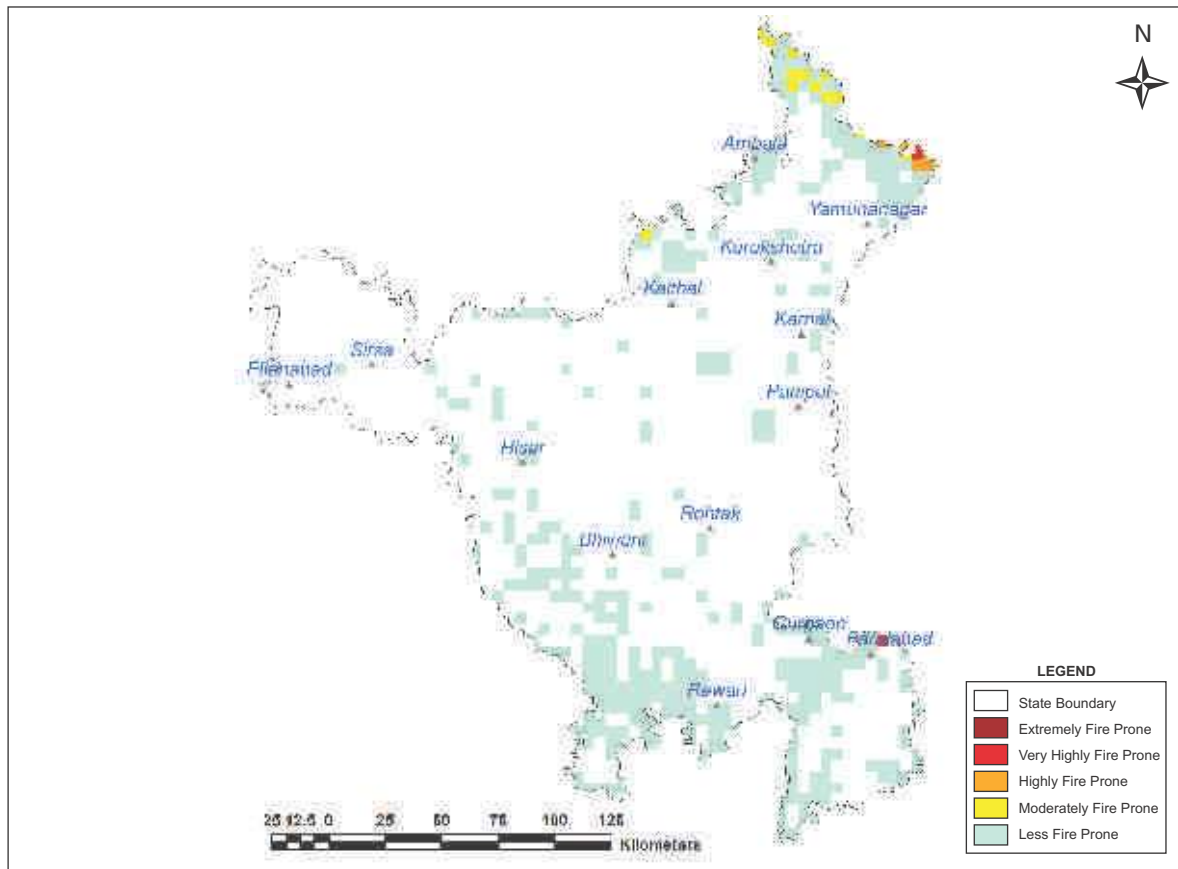 N
Ambala
Yamunanagar
Kurukshetra
Kaithal
Karnal
Sirsa
Panipat
Hisar
Rohtak
Bhiwani
Gurgaon
Faridabad
Rewari
LEGEND
State Boundary
Extremely Fire Prone
Very Highly Fire Prone
Highly Fire Prone
Moderately Fire Prone
Less Fire Prone
25 12.5 0 25 50 75 100 125
Kilometers